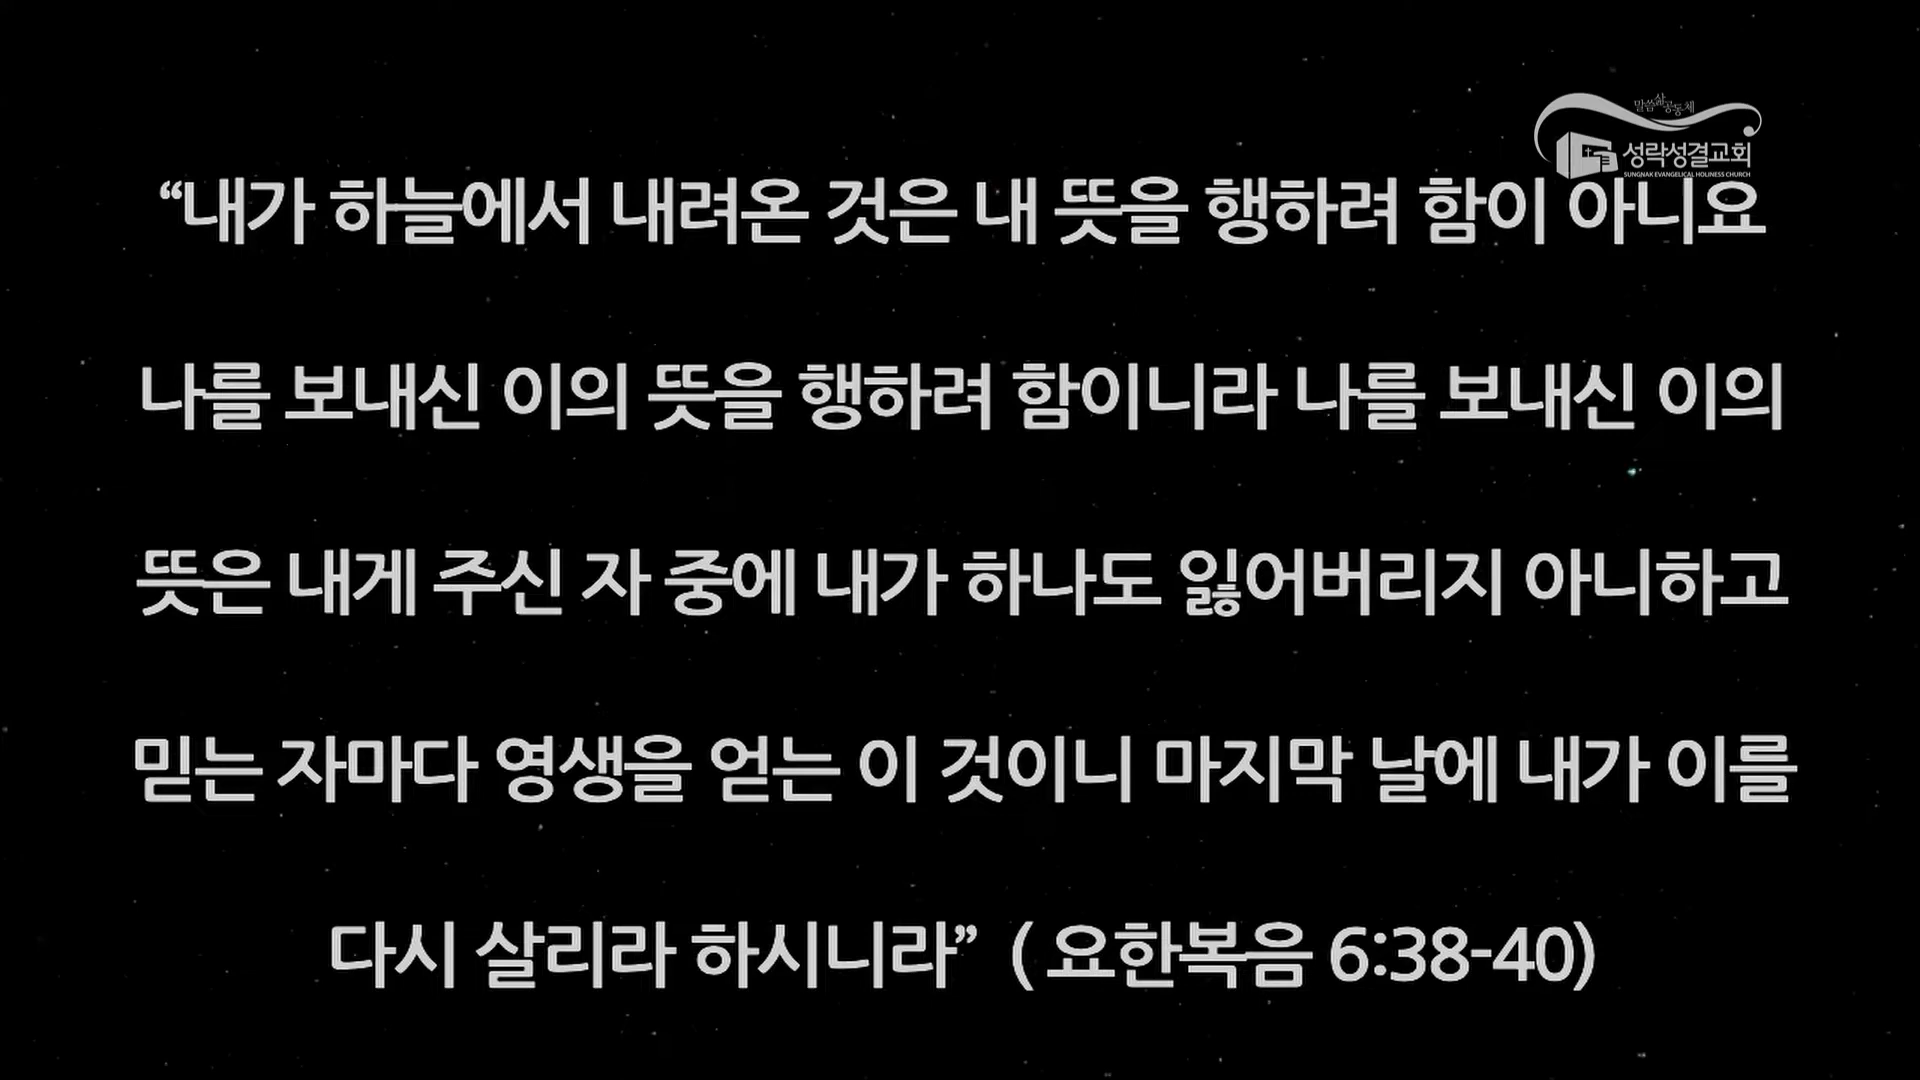 말씀삶공동체
성락성결교회
SUNGNAK EVANGELICAL HOLINESS CHURCH
“내가 하늘에서 내려온 것은 내 뜻을 행하려 함이 아니요
나를 보내신 이의 뜻을 행하려 함이니라 나를 보내신 이의
뜻은 내게 주신 자 중에 내가 하나도 잃어버리지 아니하고
믿는 자마다 영생을 얻는 이 것이니 마지막 날에 내가 이를
다시 살리라 하시니라” ( 요한복음 6:38-40)